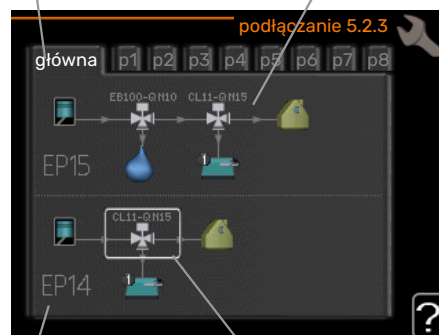 podłączanie 5.2.3
główna p1 p2 p3 p4 p5 p6 p7 p8
EB100-QN10 CL11-QN15
1
EP15
CL11-QN15
1
EP14
?